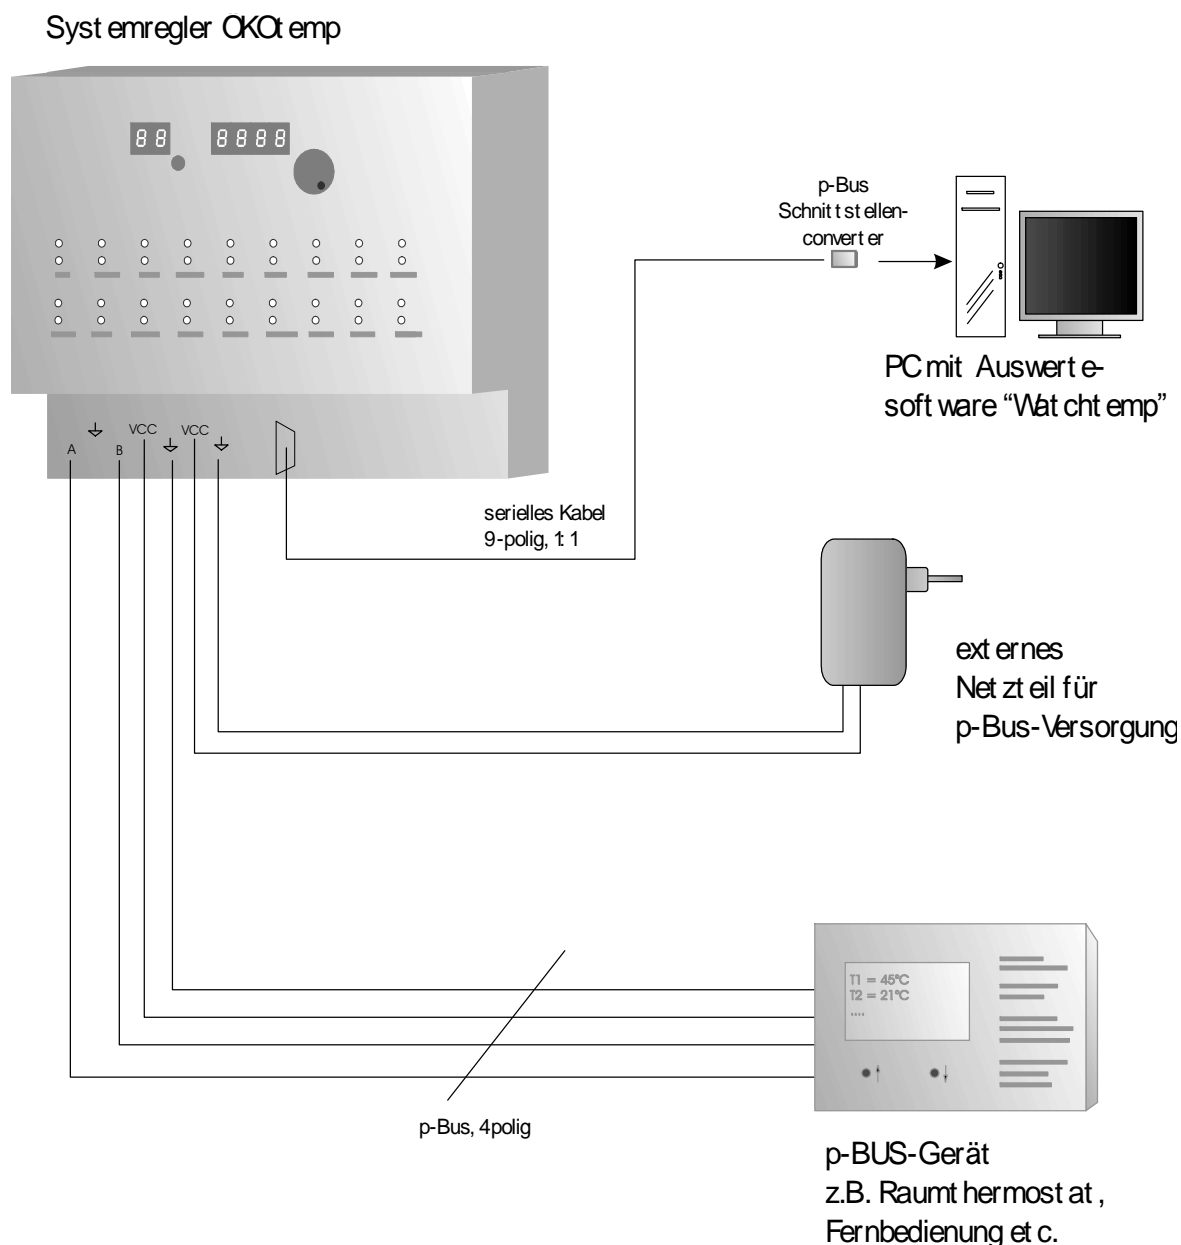 Systemregler ÖKOtemp
88 8888
p-Bus
Schnittstellen-
converter
PC mit Auswerte-
software “Watchtemp”
A B VCC VCC
serielles Kabel
9-polig, 1:1
externes
Netzteil für
p-Bus-Versorgung
T1 = 45°C
T2 = 21°C
....
p-Bus, 4polig
p-BUS-Gerät
z.B. Raumthermostat,
Fernbedienung etc.